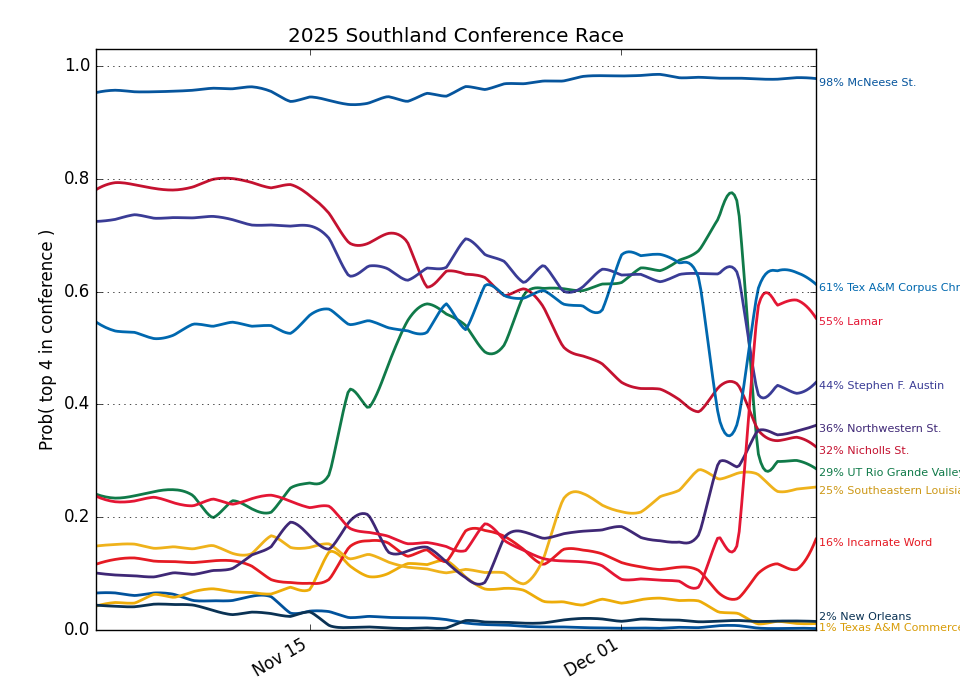 2025 Southland Conference Race
Prob( top 4 in conference )
1.0
0.8
0.6
0.4
0.2
0.0
Nov 15
Dec 01
98% McNeese St.
61% Tex A&M Corpus Chr
55% Lamar
44% Stephen F. Austin
36% Northwestern St.
32% Nicholls St.
29% UT Rio Grande Valley
25% Southeastern Louisia
16% Incarnate Word
2% New Orleans
1% Texas A&M Commerce